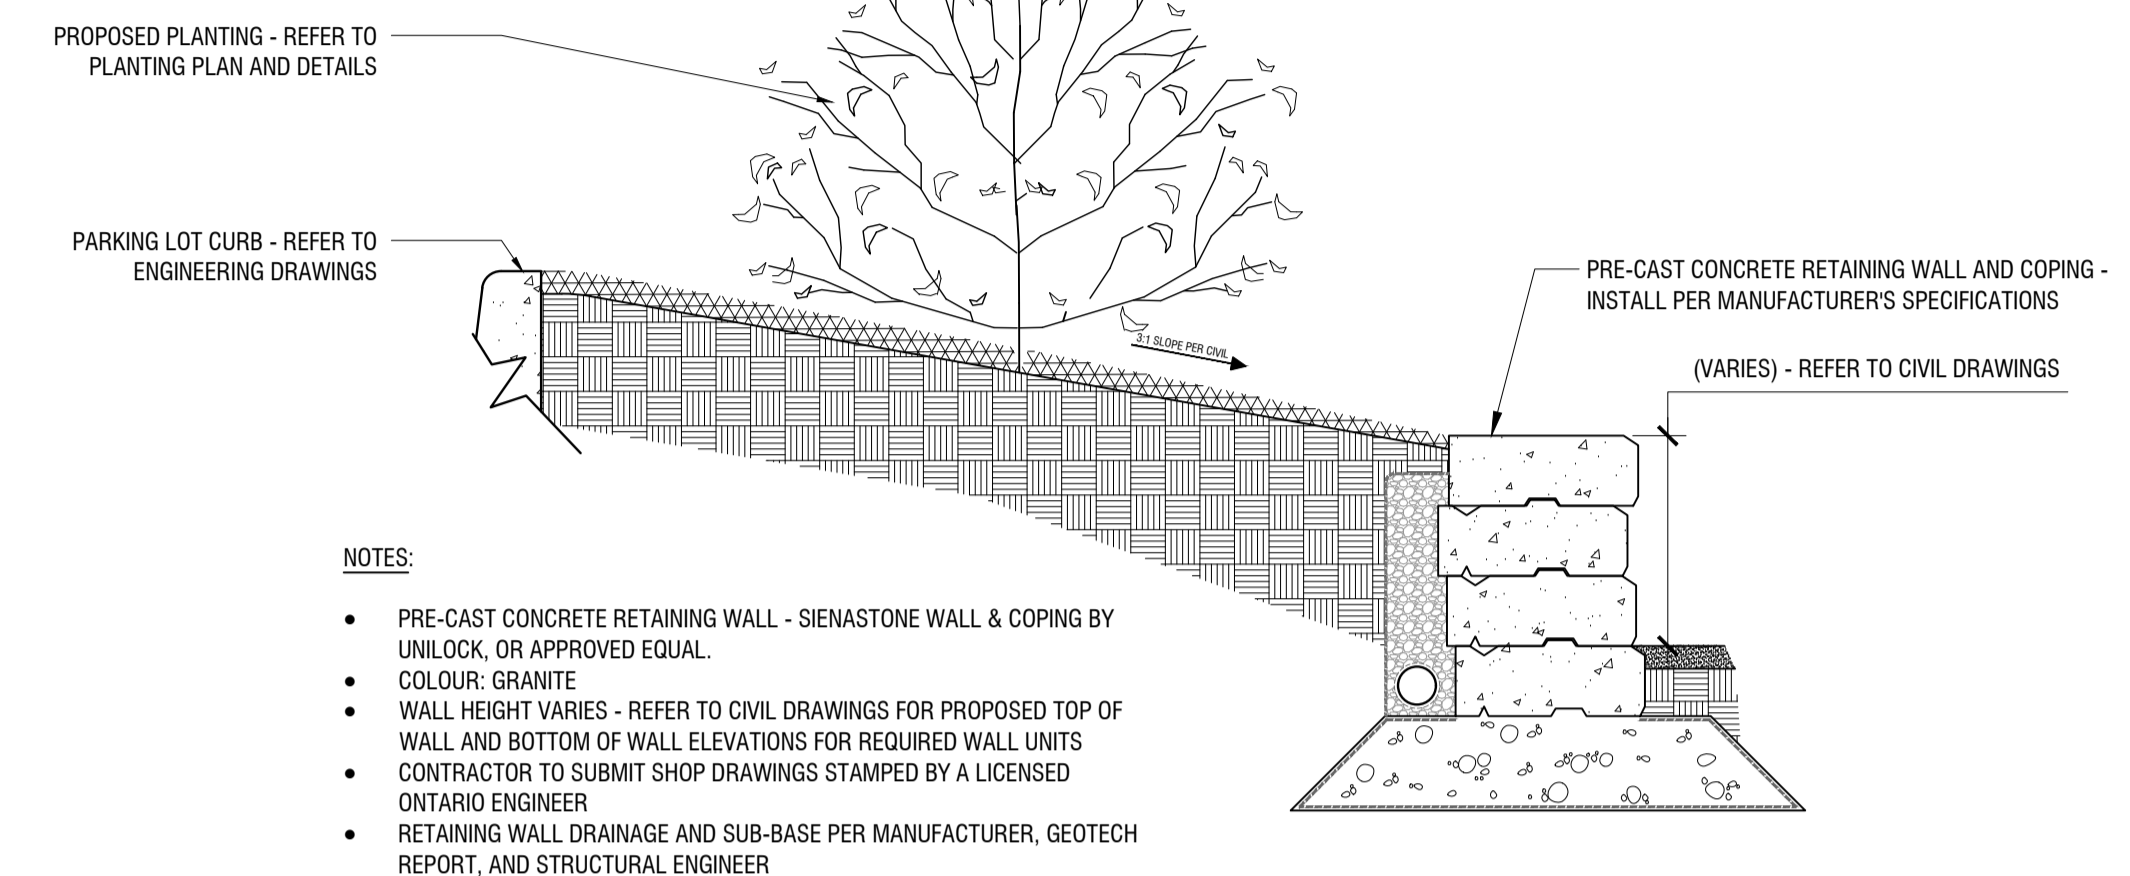 PROPOSED PLANTING - REFER TO
PLANTING PLAN AND DETAILS
PARKING LOT CURB - REFER TO
ENGINEERING DRAWINGS
3:1 SLOPE PER CIVIL
PRE-CAST CONCRETE RETAINING WALL AND COPING -
INSTALL PER MANUFACTURER'S SPECIFICATIONS
(VARIES) - REFER TO CIVIL DRAWINGS
NOTES:
• PRE-CAST CONCRETE RETAINING WALL - SIENASTONE WALL & COPING BY
UNILOCK, OR APPROVED EQUAL.
• COLOUR: GRANITE
• WALL HEIGHT VARIES - REFER TO CIVIL DRAWINGS FOR PROPOSED TOP OF
WALL AND BOTTOM OF WALL ELEVATIONS FOR REQUIRED WALL UNITS
• CONTRACTOR TO SUBMIT SHOP DRAWINGS STAMPED BY A LICENSED
ONTARIO ENGINEER
• RETAINING WALL DRAINAGE AND SUB-BASE PER MANUFACTURER, GEOTECH
REPORT, AND STRUCTURAL ENGINEER